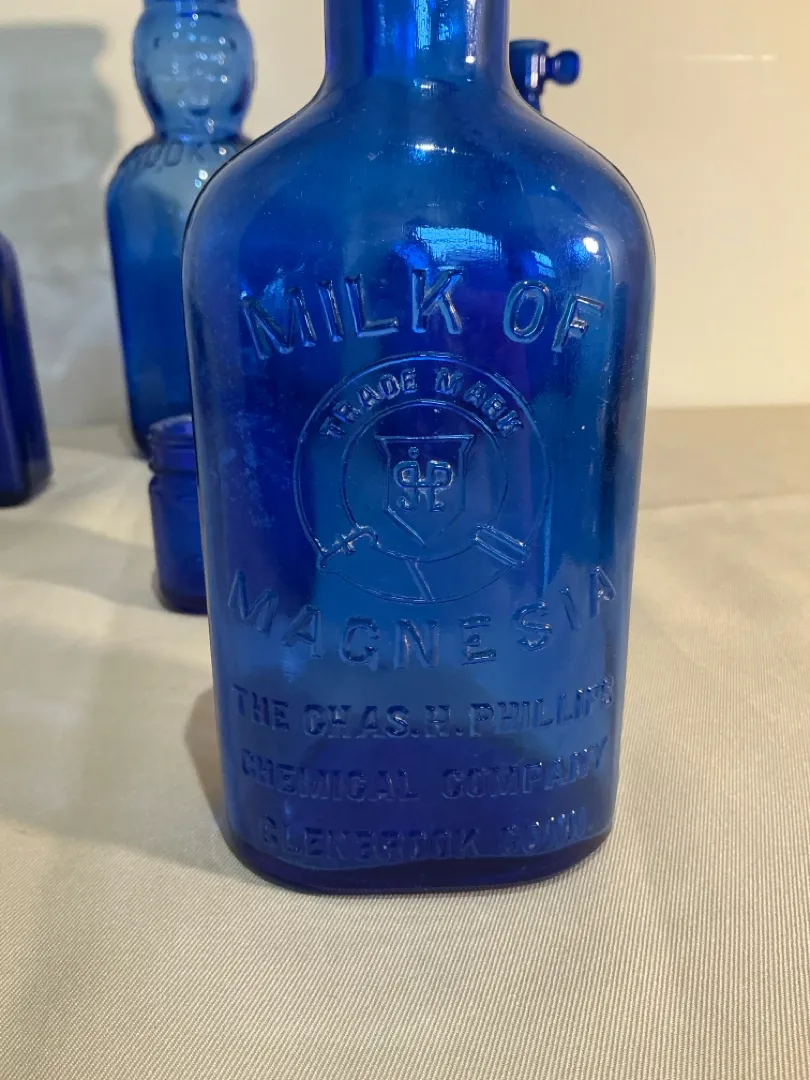 MILK OF
TRADE MARK
MAGNESIA
THE CHAS. H. PHILLIPS
CHEMICAL COMPANY
GLENBROOK CONN.